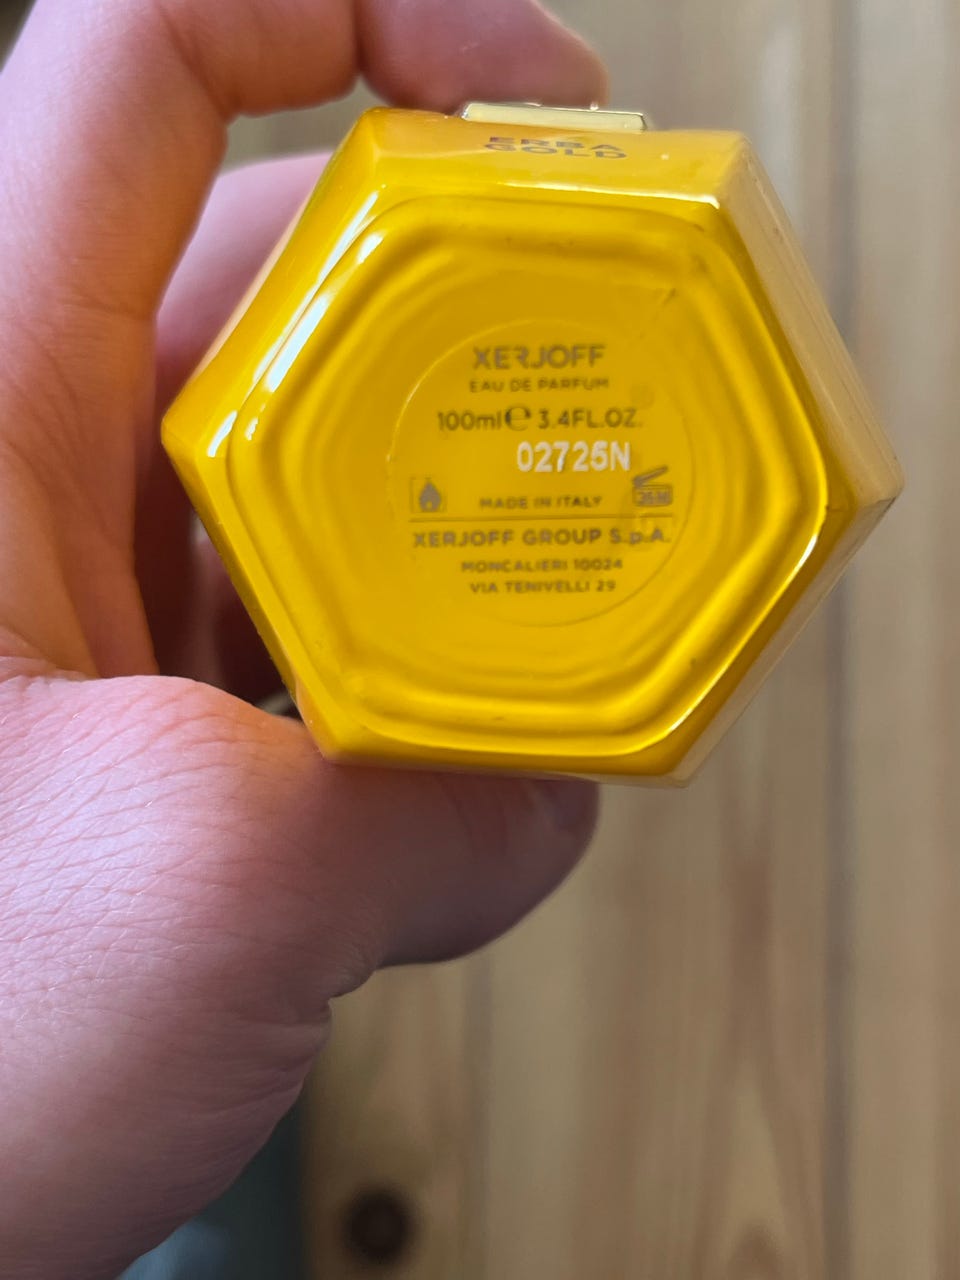 ERBA
GOLD
XERJOFF
EAU DE PARFUM
100ml℮ 3.4FL.OZ.
02725N
MADE IN ITALY
XERJOFF GROUP S.p.A.
MONCALIERI 10024
VIA TENIVELLI 29